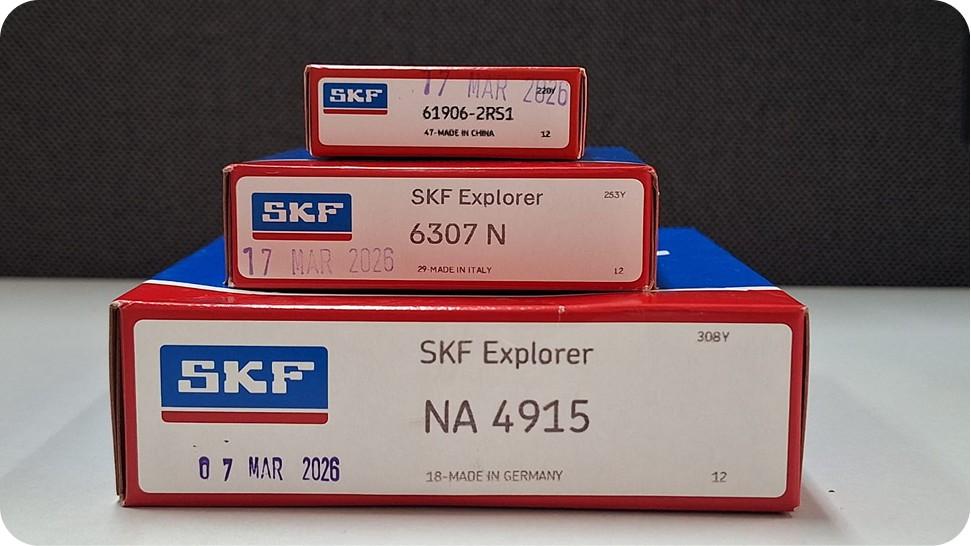 17 MAR 2026
SKF
220Y
61906-2RS1
47-MADE IN CHINA
12
SKF
SKF Explorer
253Y
6307 N
17 MAR 2026
29-MADE IN ITALY
12
SKF
SKF Explorer
308Y
NA 4915
07 MAR 2026
18-MADE IN GERMANY
12